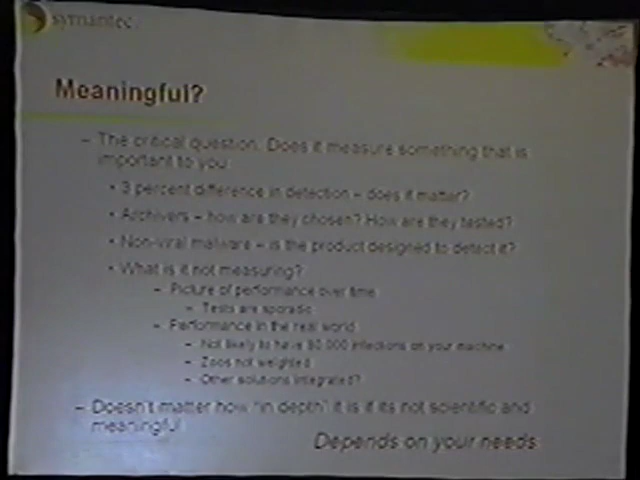 symantec.
Meaningful?
– The critical question. Does it measure something that is
important to you
• 3 percent difference in detection – does it matter?
• Archivers – how are they chosen? How are they tested?
• Non-viral malware – is the product designed to detect it?
• What is it not measuring?
– Picture of performance over time
– Tests are sporadic
– Performance in the real world
– Not likely to have 80,000 infections on your machine
– Zoos not weighted
– Other solutions integrated?
– Doesn't matter how "in depth" it is if its not scientific and
meaningful
Depends on your needs